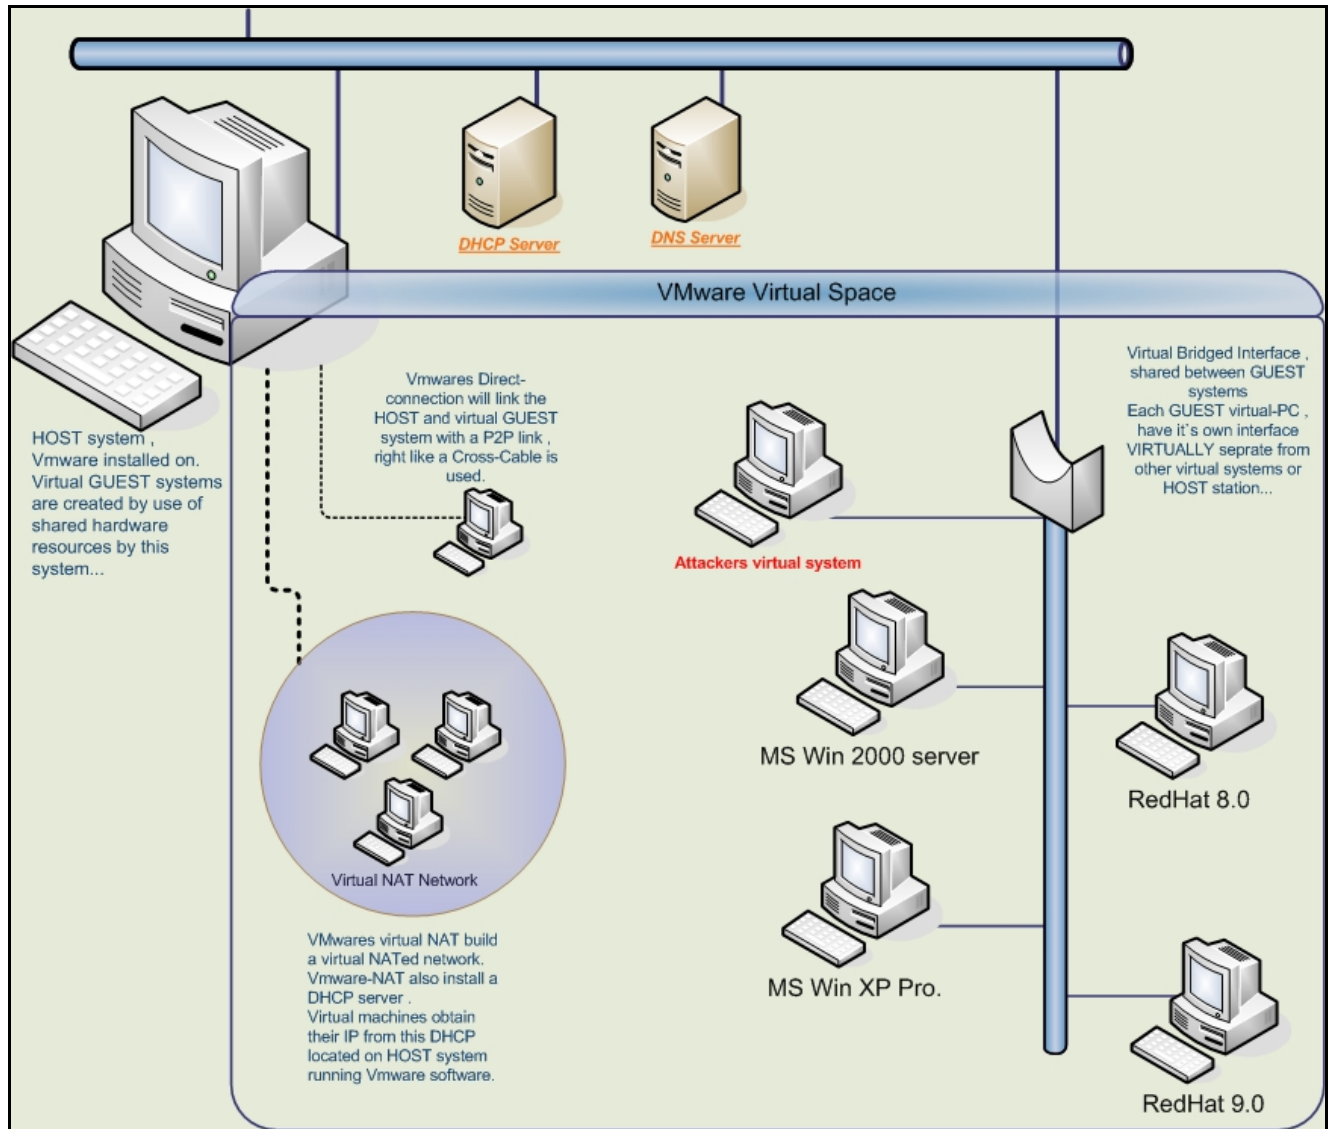 DHCP Server
DNS Server
VMware Virtual Space
HOST system ,
Vmware installed on.
Virtual GUEST systems
are created by use of
shared hardware
resources by this
system...
Vmwares Direct-
connection will link the
HOST and virtual GUEST
system with a P2P link ,
right like a Cross-Cable is
used.
Virtual Bridged Interface ,
shared between GUEST
systems
Each GUEST virtual-PC ,
have it`s own interface
VIRTUALLY seprate from
other virtual systems or
HOST station...
Attackers virtual system
MS Win 2000 server
RedHat 8.0
MS Win XP Pro.
RedHat 9.0
Virtual NAT Network
VMwares virtual NAT build
a virtual NATed network.
Vmware-NAT also install a
DHCP server .
Virtual machines obtain
their IP from this DHCP
located on HOST system
running Vmware software.